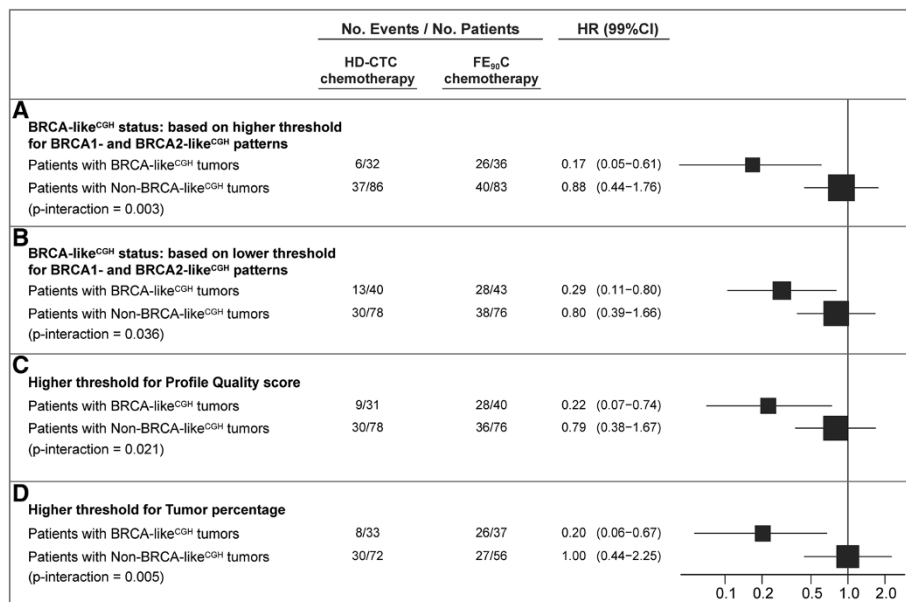 No. Events / No. Patients HR (99%CI)
HD-CTC chemotherapy FE₉₀C chemotherapy
A
BRCA-likeᶜᴳᴴ status: based on higher threshold
for BRCA1- and BRCA2-likeᶜᴳᴴ patterns
Patients with BRCA-likeᶜᴳᴴ tumors 6/32 26/36 0.17 (0.05−0.61)
Patients with Non-BRCA-likeᶜᴳᴴ tumors 37/86 40/83 0.88 (0.44−1.76)
(p-interaction = 0.003)
B
BRCA-likeᶜᴳᴴ status: based on lower threshold
for BRCA1- and BRCA2-likeᶜᴳᴴ patterns
Patients with BRCA-likeᶜᴳᴴ tumors 13/40 28/43 0.29 (0.11−0.80)
Patients with Non-BRCA-likeᶜᴳᴴ tumors 30/78 38/76 0.80 (0.39−1.66)
(p-interaction = 0.036)
C
Higher threshold for Profile Quality score
Patients with BRCA-likeᶜᴳᴴ tumors 9/31 28/40 0.22 (0.07−0.74)
Patients with Non-BRCA-likeᶜᴳᴴ tumors 30/78 36/76 0.79 (0.38−1.67)
(p-interaction = 0.021)
D
Higher threshold for Tumor percentage
Patients with BRCA-likeᶜᴳᴴ tumors 8/33 26/37 0.20 (0.06−0.67)
Patients with Non-BRCA-likeᶜᴳᴴ tumors 30/72 27/56 1.00 (0.44−2.25)
(p-interaction = 0.005)
0.1 0.2 0.5 1.0 2.0